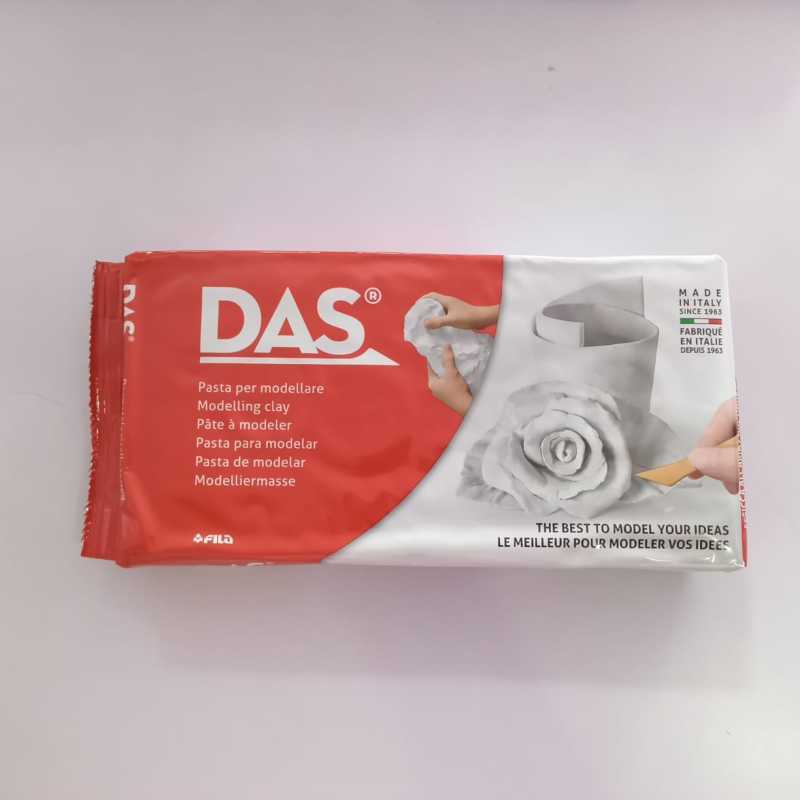 DAS
DAS®
Pasta per modellare
Modelling clay
Pâte à modeler
Pasta para modelar
Pasta de modelar
Modelliermasse
FILA
MADE
IN ITALY
SINCE 1963
FABRIQUÉ
EN ITALIE
DEPUIS 1963
THE BEST TO MODEL YOUR IDEAS
LE MEILLEUR POUR MODELER VOS IDÉES